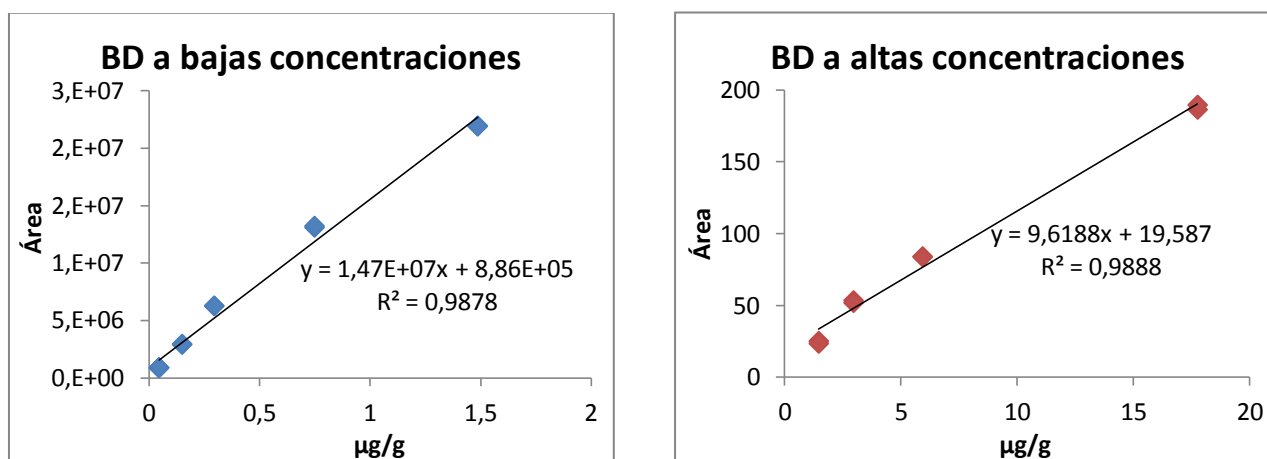 BD a bajas concentraciones
3,E+07
2,E+07
2,E+07
1,E+07
5,E+06
0,E+00
Área
y = 1,47E+07x + 8,86E+05
R² = 0,9878
0 0,5 1 1,5 2
µg/g
BD a altas concentraciones
200
150
100
50
0
Área
y = 9,6188x + 19,587
R² = 0,9888
0 5 10 15 20
µg/g